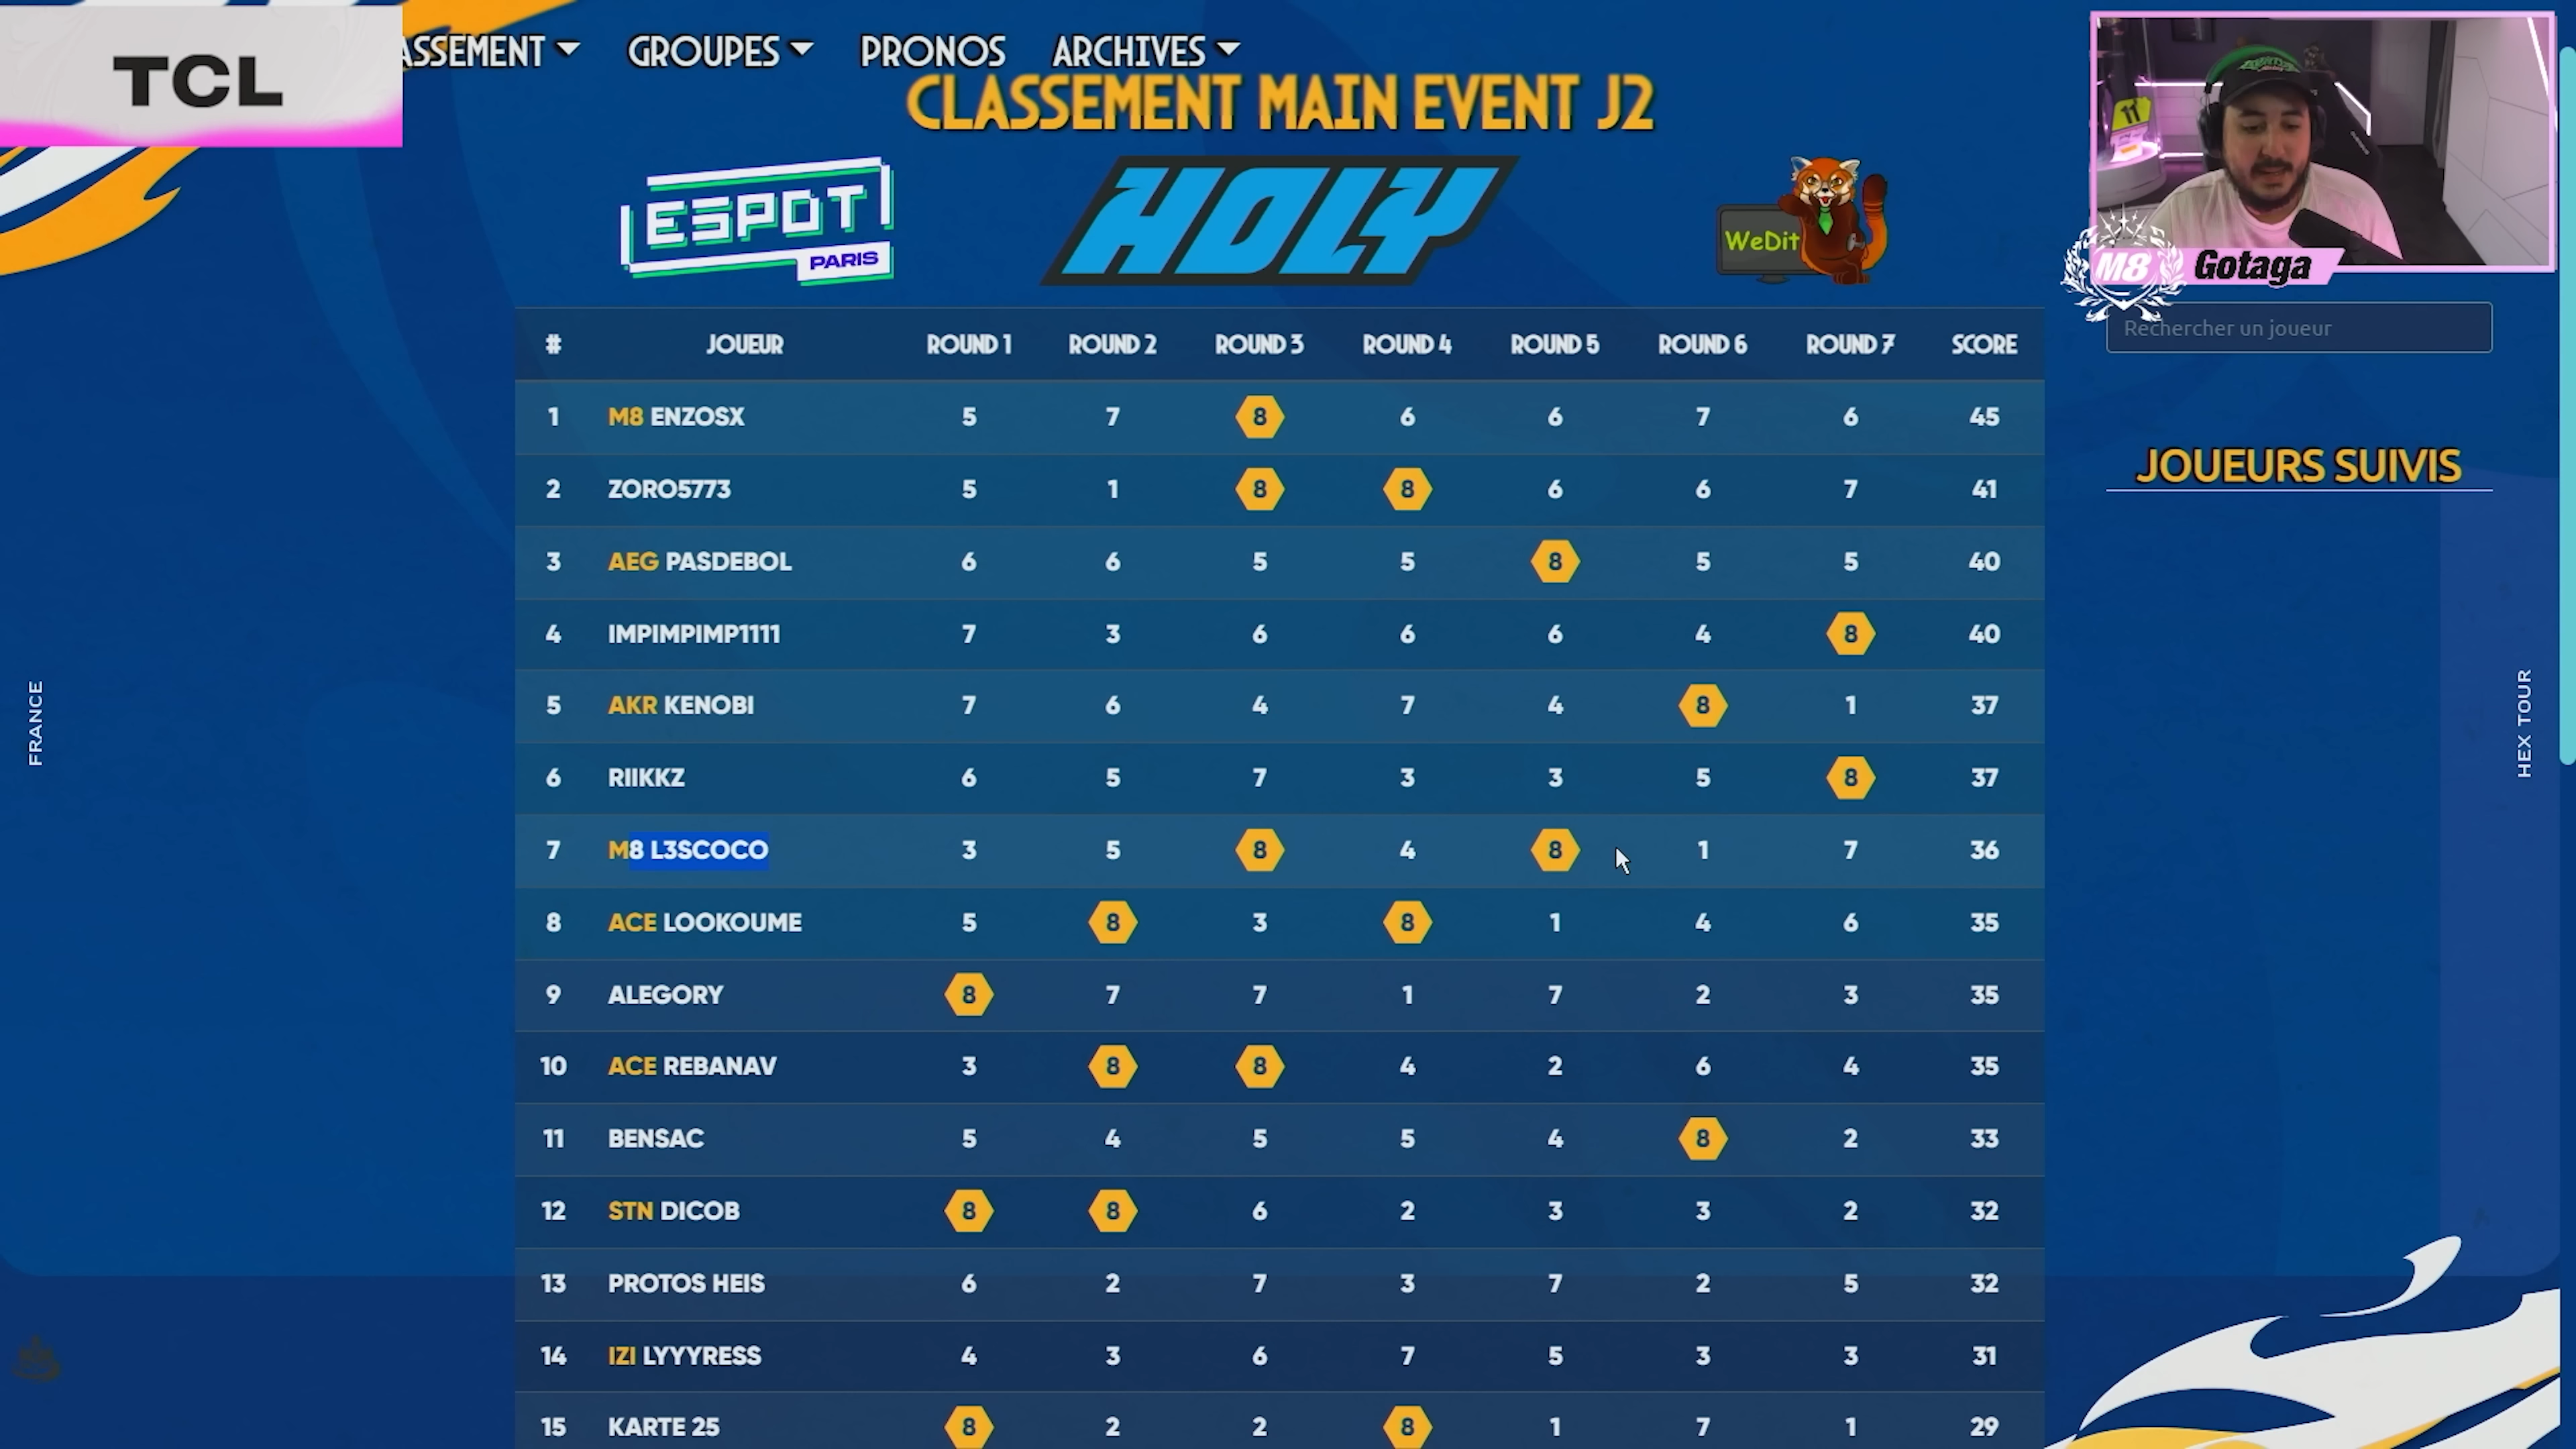 TCL
ASSEMENT
GROUPES
PRONOS
ARCHIVES
CLASSEMENT MAIN EVENT J2
ESPOT
PARIS
HOLY
WeDit
M8 Gotaga
Rechercher un joueur
JOUEURS SUIVIS
FRANCE
HEX TOUR
# JOUEUR ROUND 1 ROUND 2 ROUND 3 ROUND 4 ROUND 5 ROUND 6 ROUND 7 SCORE
1 M8 ENZOSX 5 7 8 6 6 7 6 45
2 ZORO5773 5 1 8 8 6 6 7 41
3 AEG PASDEBOL 6 6 5 5 8 5 5 40
4 IMPIMPIMP1111 7 3 6 6 6 4 8 40
5 AKR KENOBI 7 6 4 7 4 8 1 37
6 RIIKKZ 6 5 7 3 3 5 8 37
7 M8 L3SCOCO 3 5 8 4 8 1 7 36
8 ACE LOOKOUME 5 8 3 8 1 4 6 35
9 ALEGORY 8 7 7 1 7 2 3 35
10 ACE REBANAV 3 8 8 4 2 6 4 35
11 BENSAC 5 4 5 5 4 8 2 33
12 STN DICOB 8 8 6 2 3 3 2 32
13 PROTOS HEIS 6 2 7 3 7 2 5 32
14 IZI LYYYRESS 4 3 6 7 5 3 3 31
15 KARTE 25 8 2 2 8 1 7 1 29